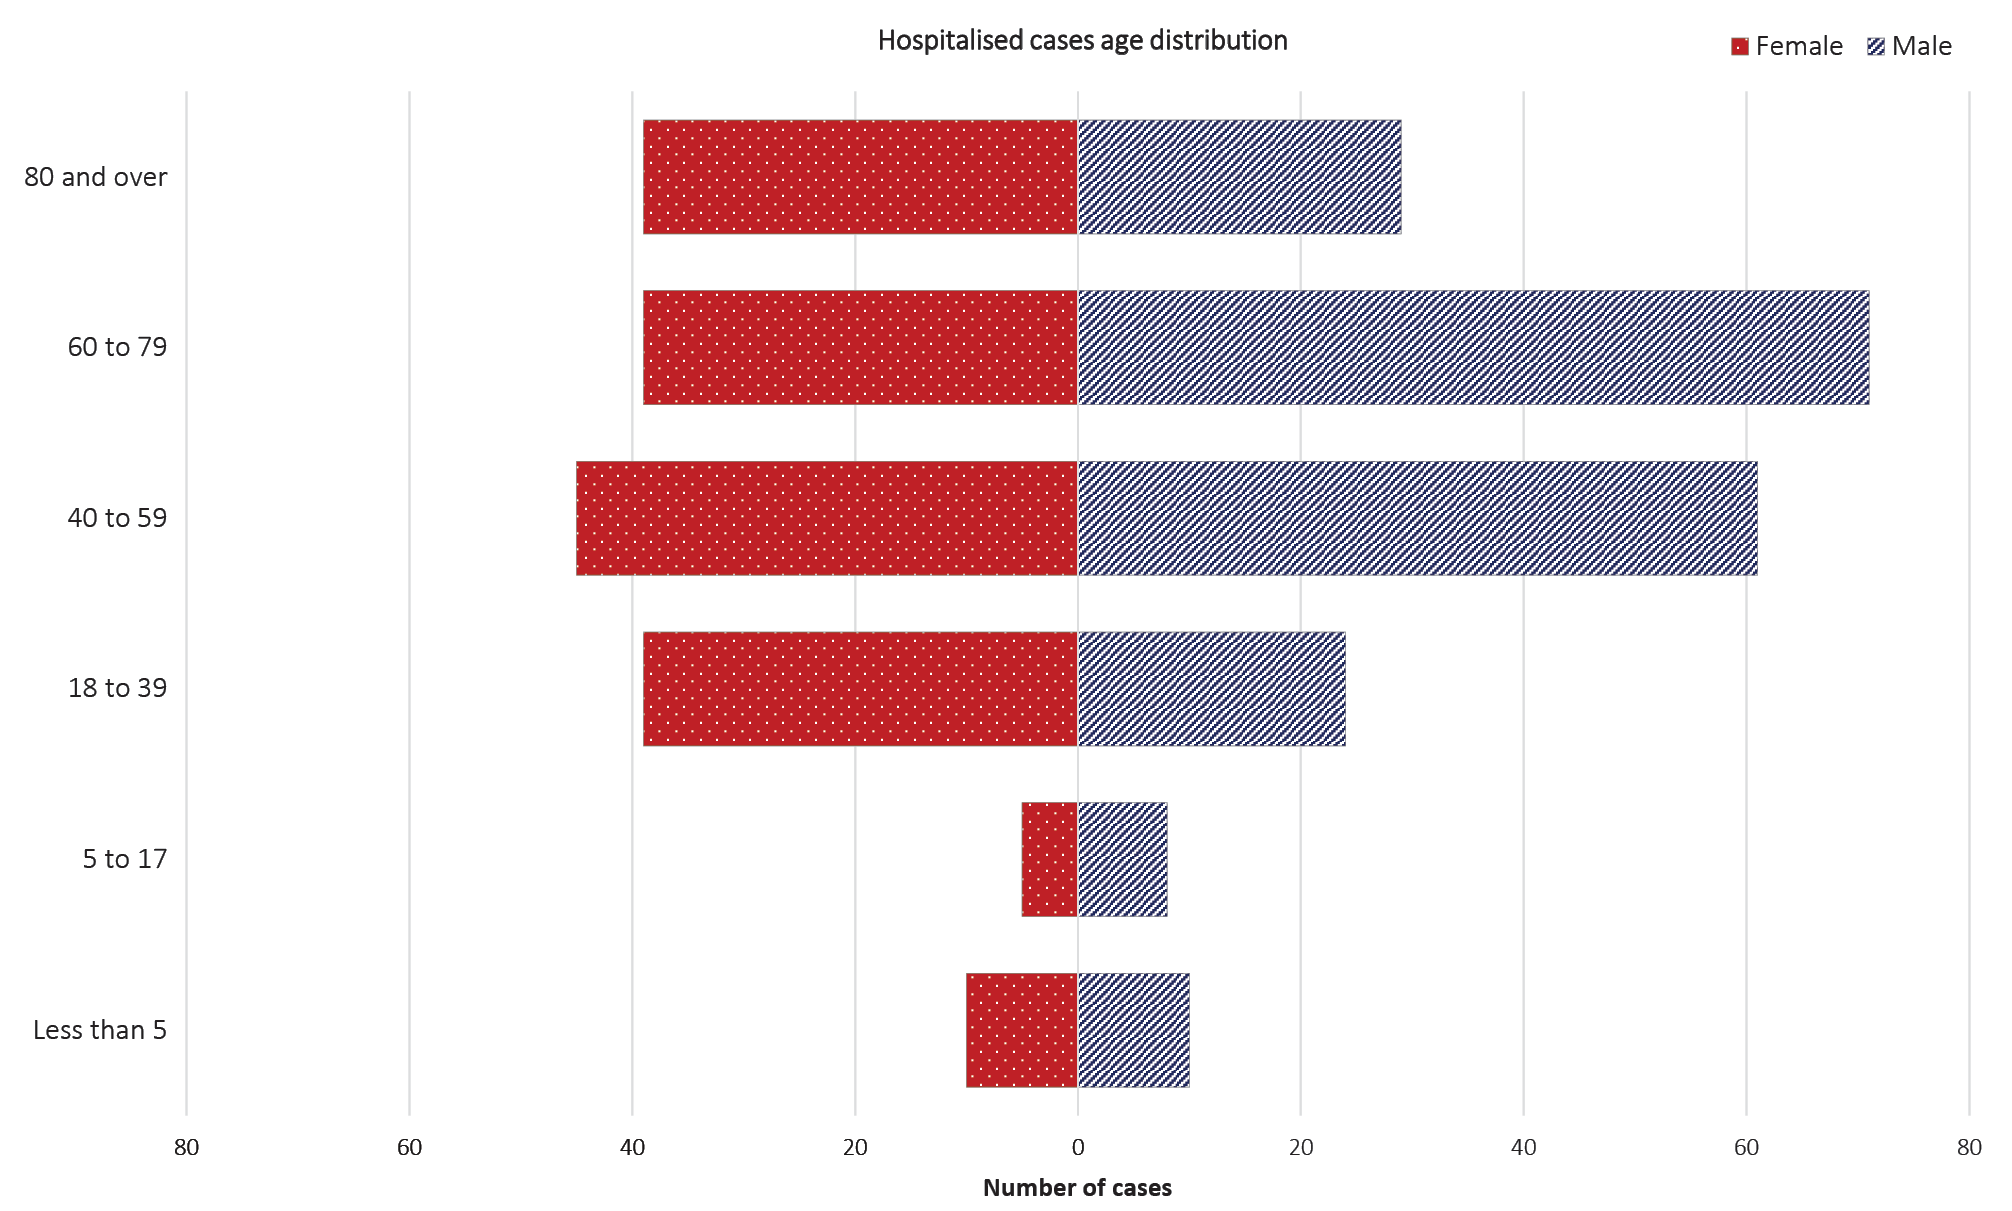 Hospitalised cases age distribution
Female Male
80 and over
60 to 79
40 to 59
18 to 39
5 to 17
Less than 5
80 60 40 20 0 20 40 60 80
Number of cases